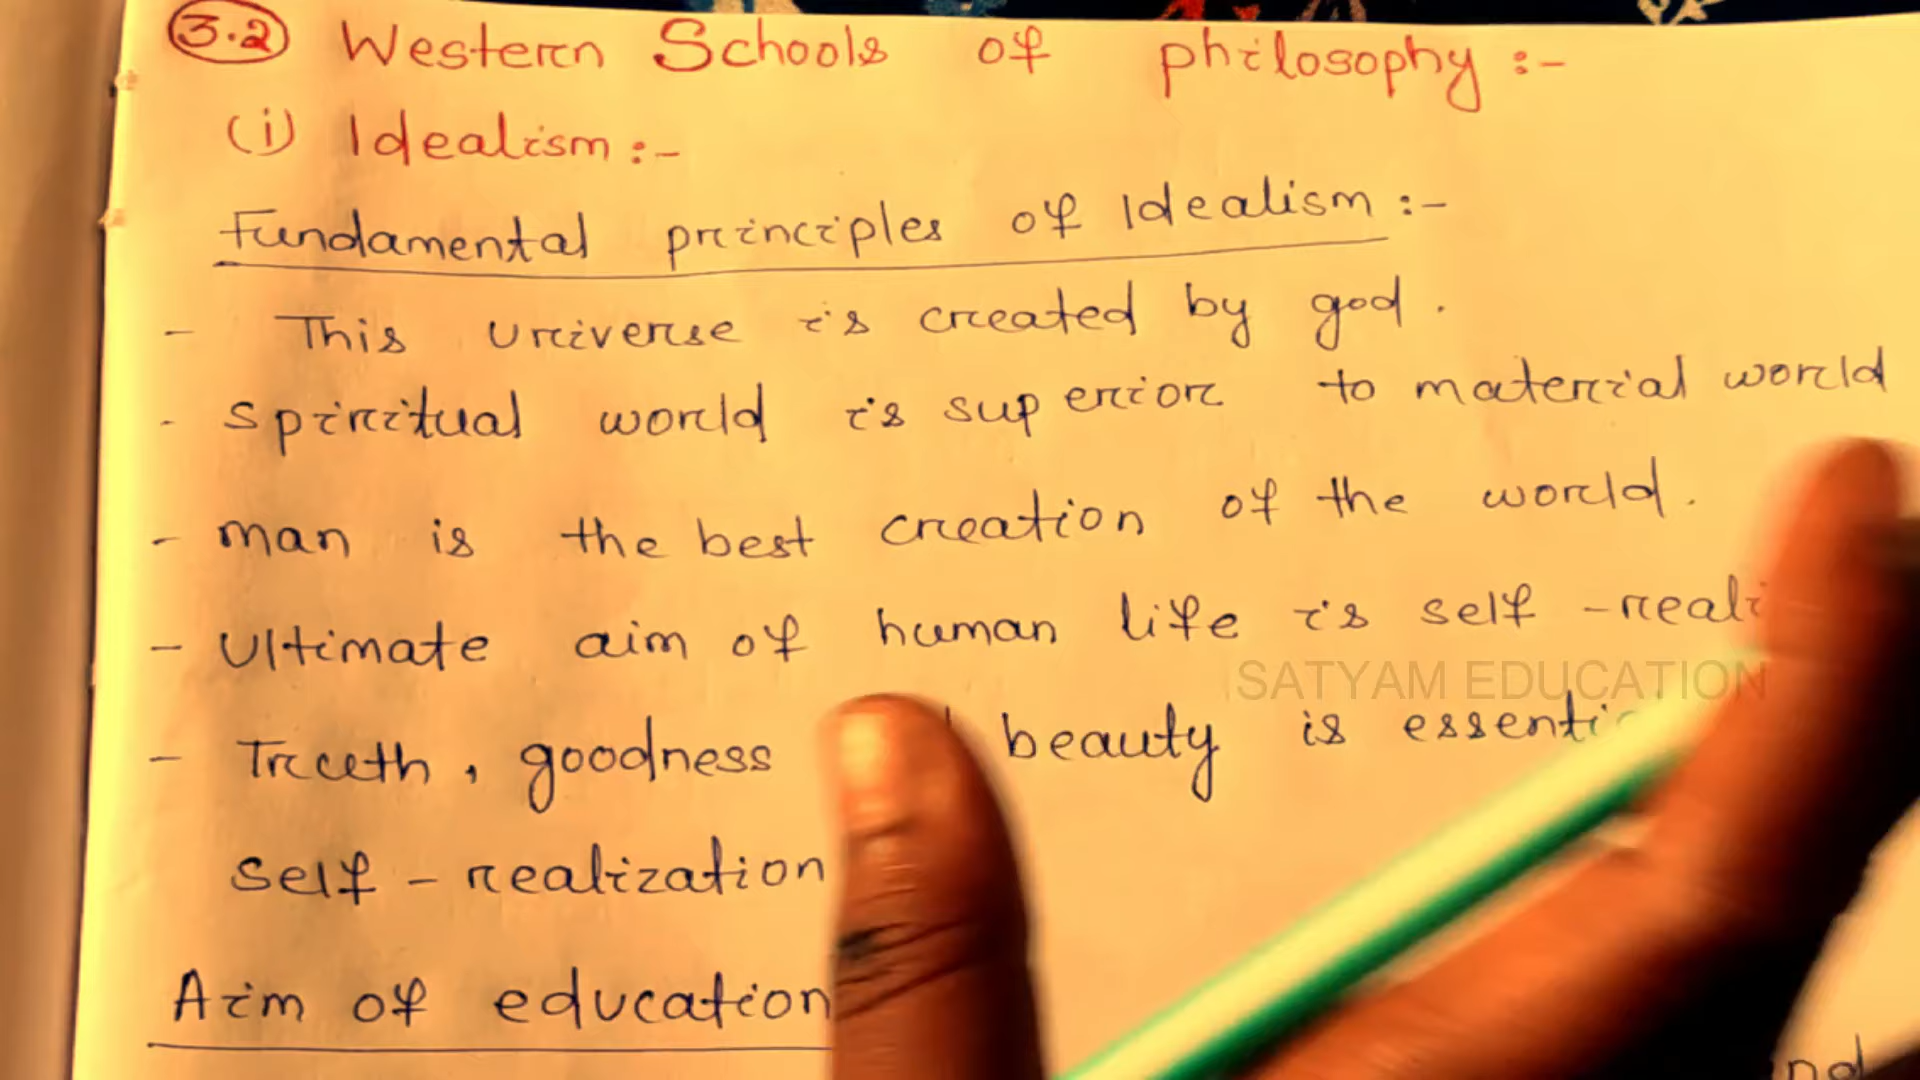 3.2 Western Schools of philosophy :-
(i) Idealism :-
Fundamental principles of Idealism :-
- This universe is created by god.
- spiritual world is superior to material world
- man is the best creation of the world.
- Ultimate aim of human life is self-reali
SATYAM EDUCATION
- Truth, goodness beauty is essenti
self-realization
Aim of education